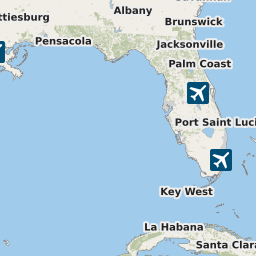 Albany
ttiesburg
Brunswick
Jacksonville
Pensacola
Palm Coast
Port Saint Luci
Key West
La Habana
Santa Clara